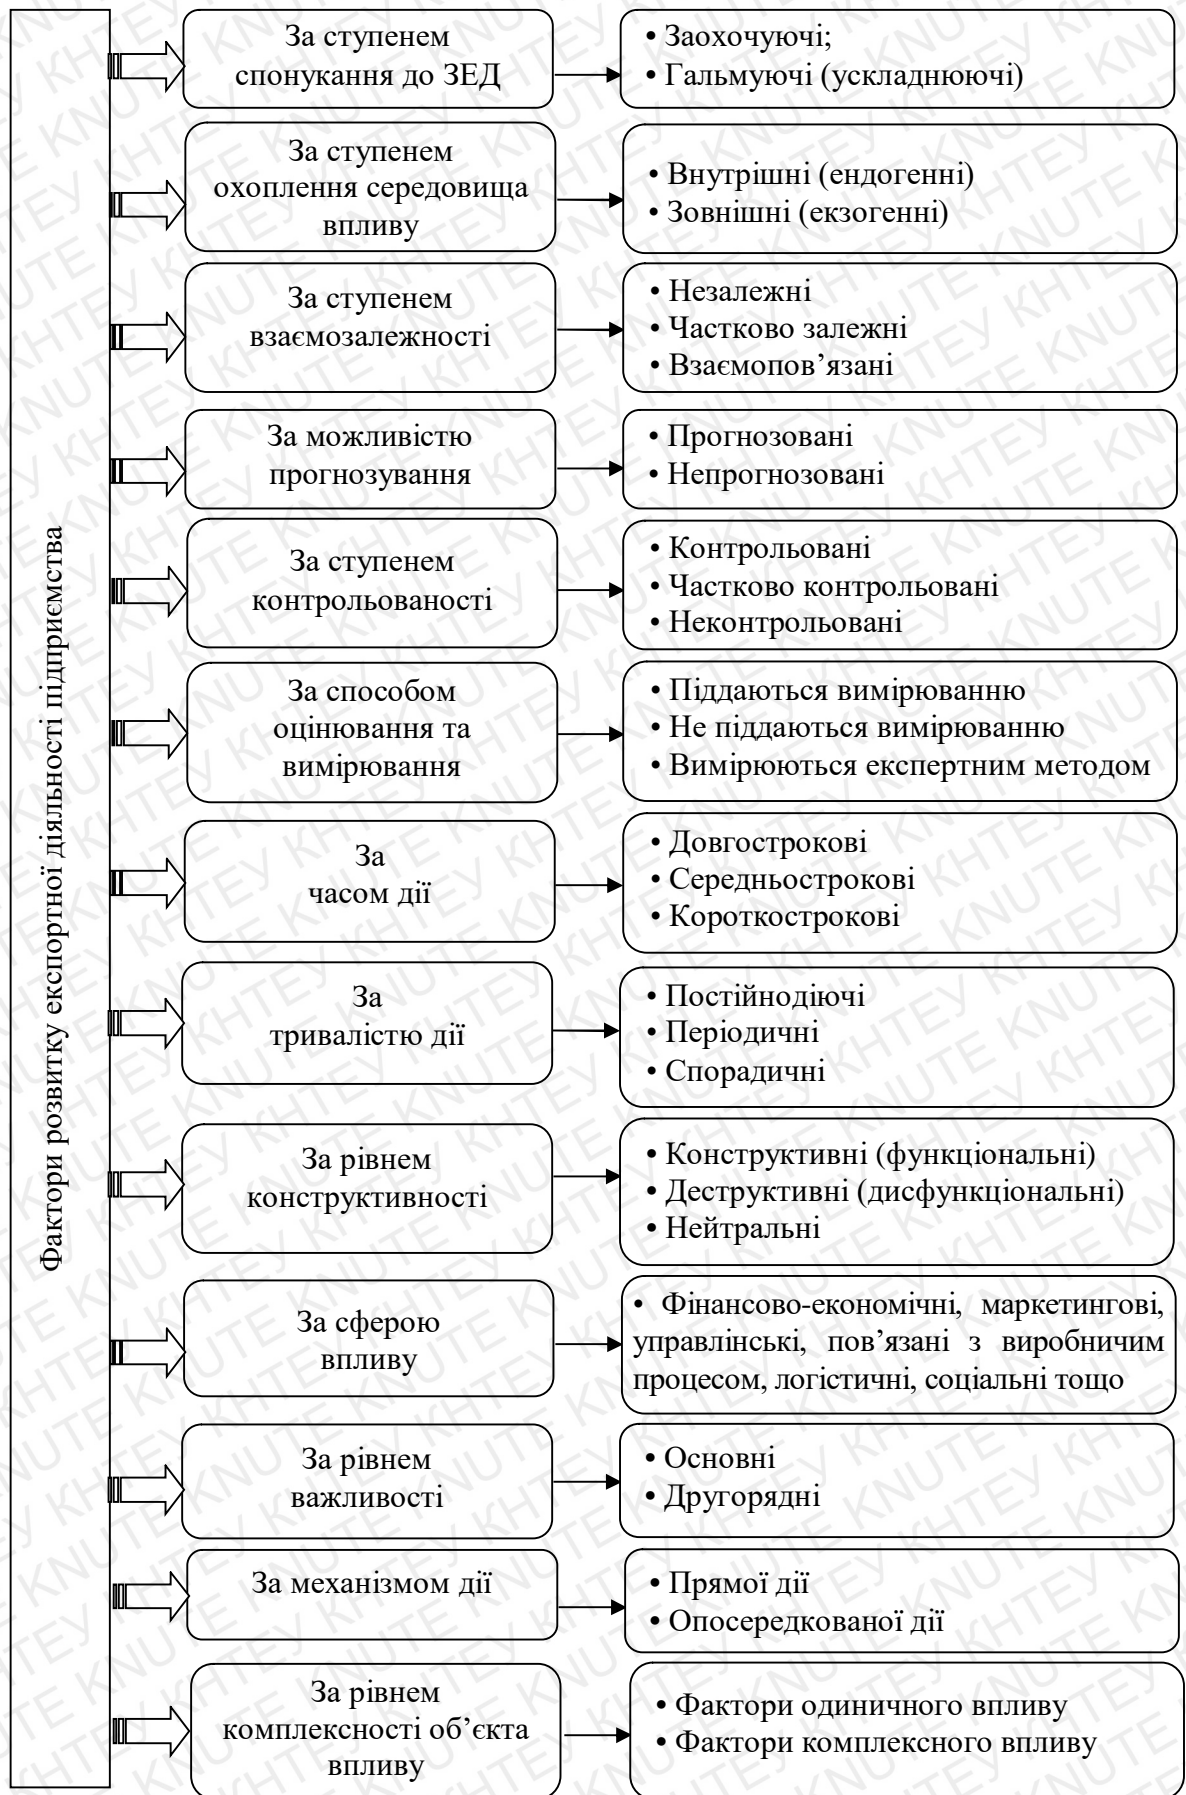 Фактори розвитку експортної діяльності підприємства
За ступенем
спонукання до ЗЕД
• Заохочуючі;
• Гальмуючі (ускладнюючі)
За ступенем
охоплення середовища
впливу
• Внутрішні (ендогенні)
• Зовнішні (екзогенні)
За ступенем
взаємозалежності
• Незалежні
• Частково залежні
• Взаємопов’язані
За можливістю
прогнозування
• Прогнозовані
• Непрогнозовані
За ступенем
контрольованості
• Контрольовані
• Частково контрольовані
• Неконтрольовані
За способом
оцінювання та
вимірювання
• Піддаються вимірюванню
• Не піддаються вимірюванню
• Вимірюються експертним методом
За
часом дії
• Довгострокові
• Середньострокові
• Короткострокові
За
тривалістю дії
• Постійнодіючі
• Періодичні
• Спорадичні
За рівнем
конструктивності
• Конструктивні (функціональні)
• Деструктивні (дисфункціональні)
• Нейтральні
За сферою
впливу
• Фінансово-економічні, маркетингові,
управлінські, пов’язані з виробничим
процесом, логістичні, соціальні тощо
За рівнем
важливості
• Основні
• Другорядні
За механізмом дії
• Прямої дії
• Опосередкованої дії
За рівнем
комплексності об’єкта
впливу
• Фактори одиничного впливу
• Фактори комплексного впливу